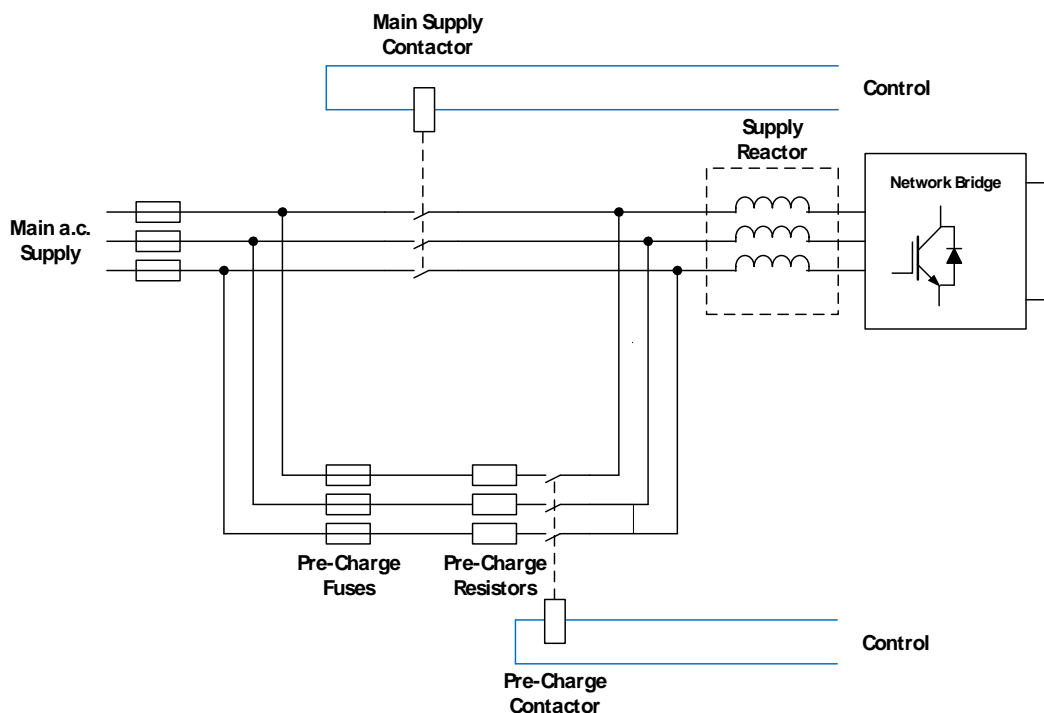 Main Supply
Contactor
Control
Supply
Reactor
Network Bridge
Main a.c.
Supply
Pre-Charge
Fuses
Pre-Charge
Resistors
Control
Pre-Charge
Contactor